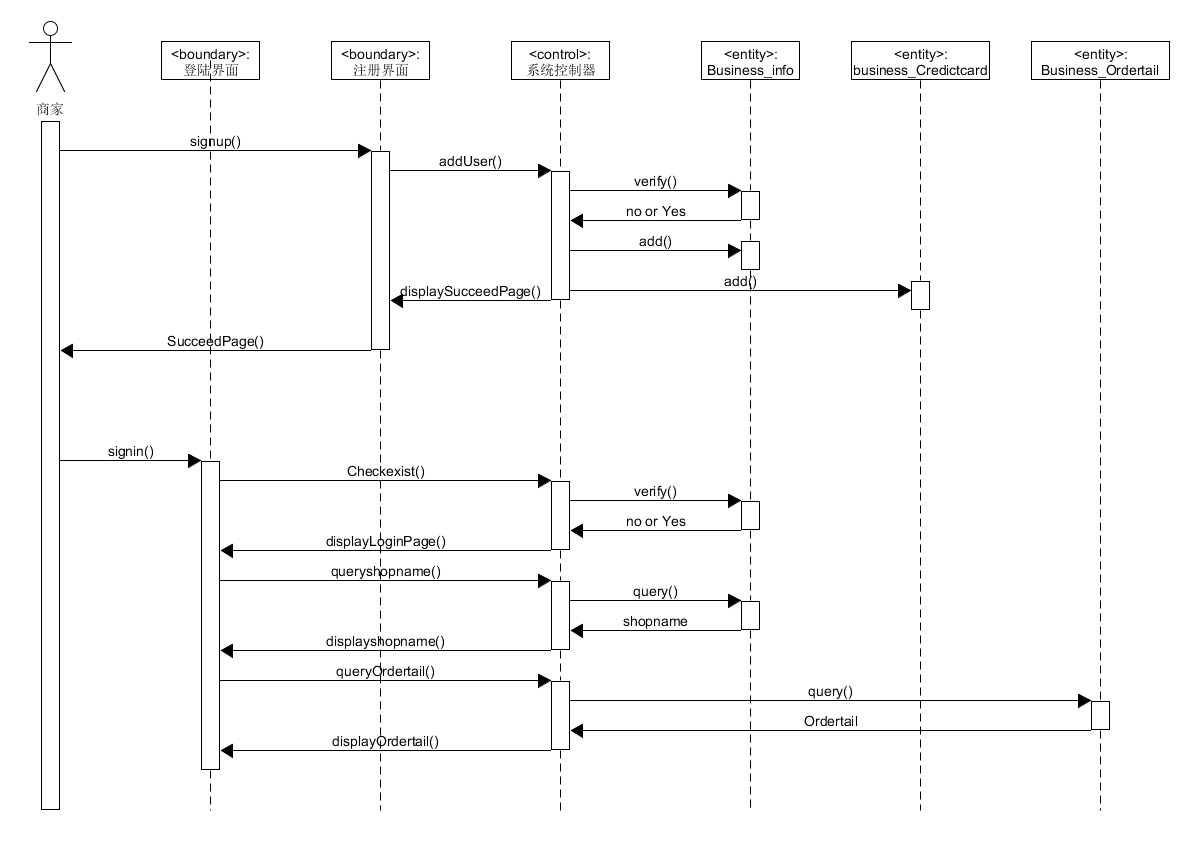 <boundary>:
登陆界面
<boundary>:
注册界面
<control>:
系统控制器
<entity>:
Business_info
<entity>:
business_Credictcard
<entity>:
Business_Ordertail
商家
signup()
addUser()
verify()
no or Yes
add()
add()
displaySucceedPage()
SucceedPage()
signin()
Checkexist()
verify()
no or Yes
displayLoginPage()
queryshopname()
query()
shopname
displayshopname()
queryOrdertail()
query()
Ordertail
displayOrdertail()